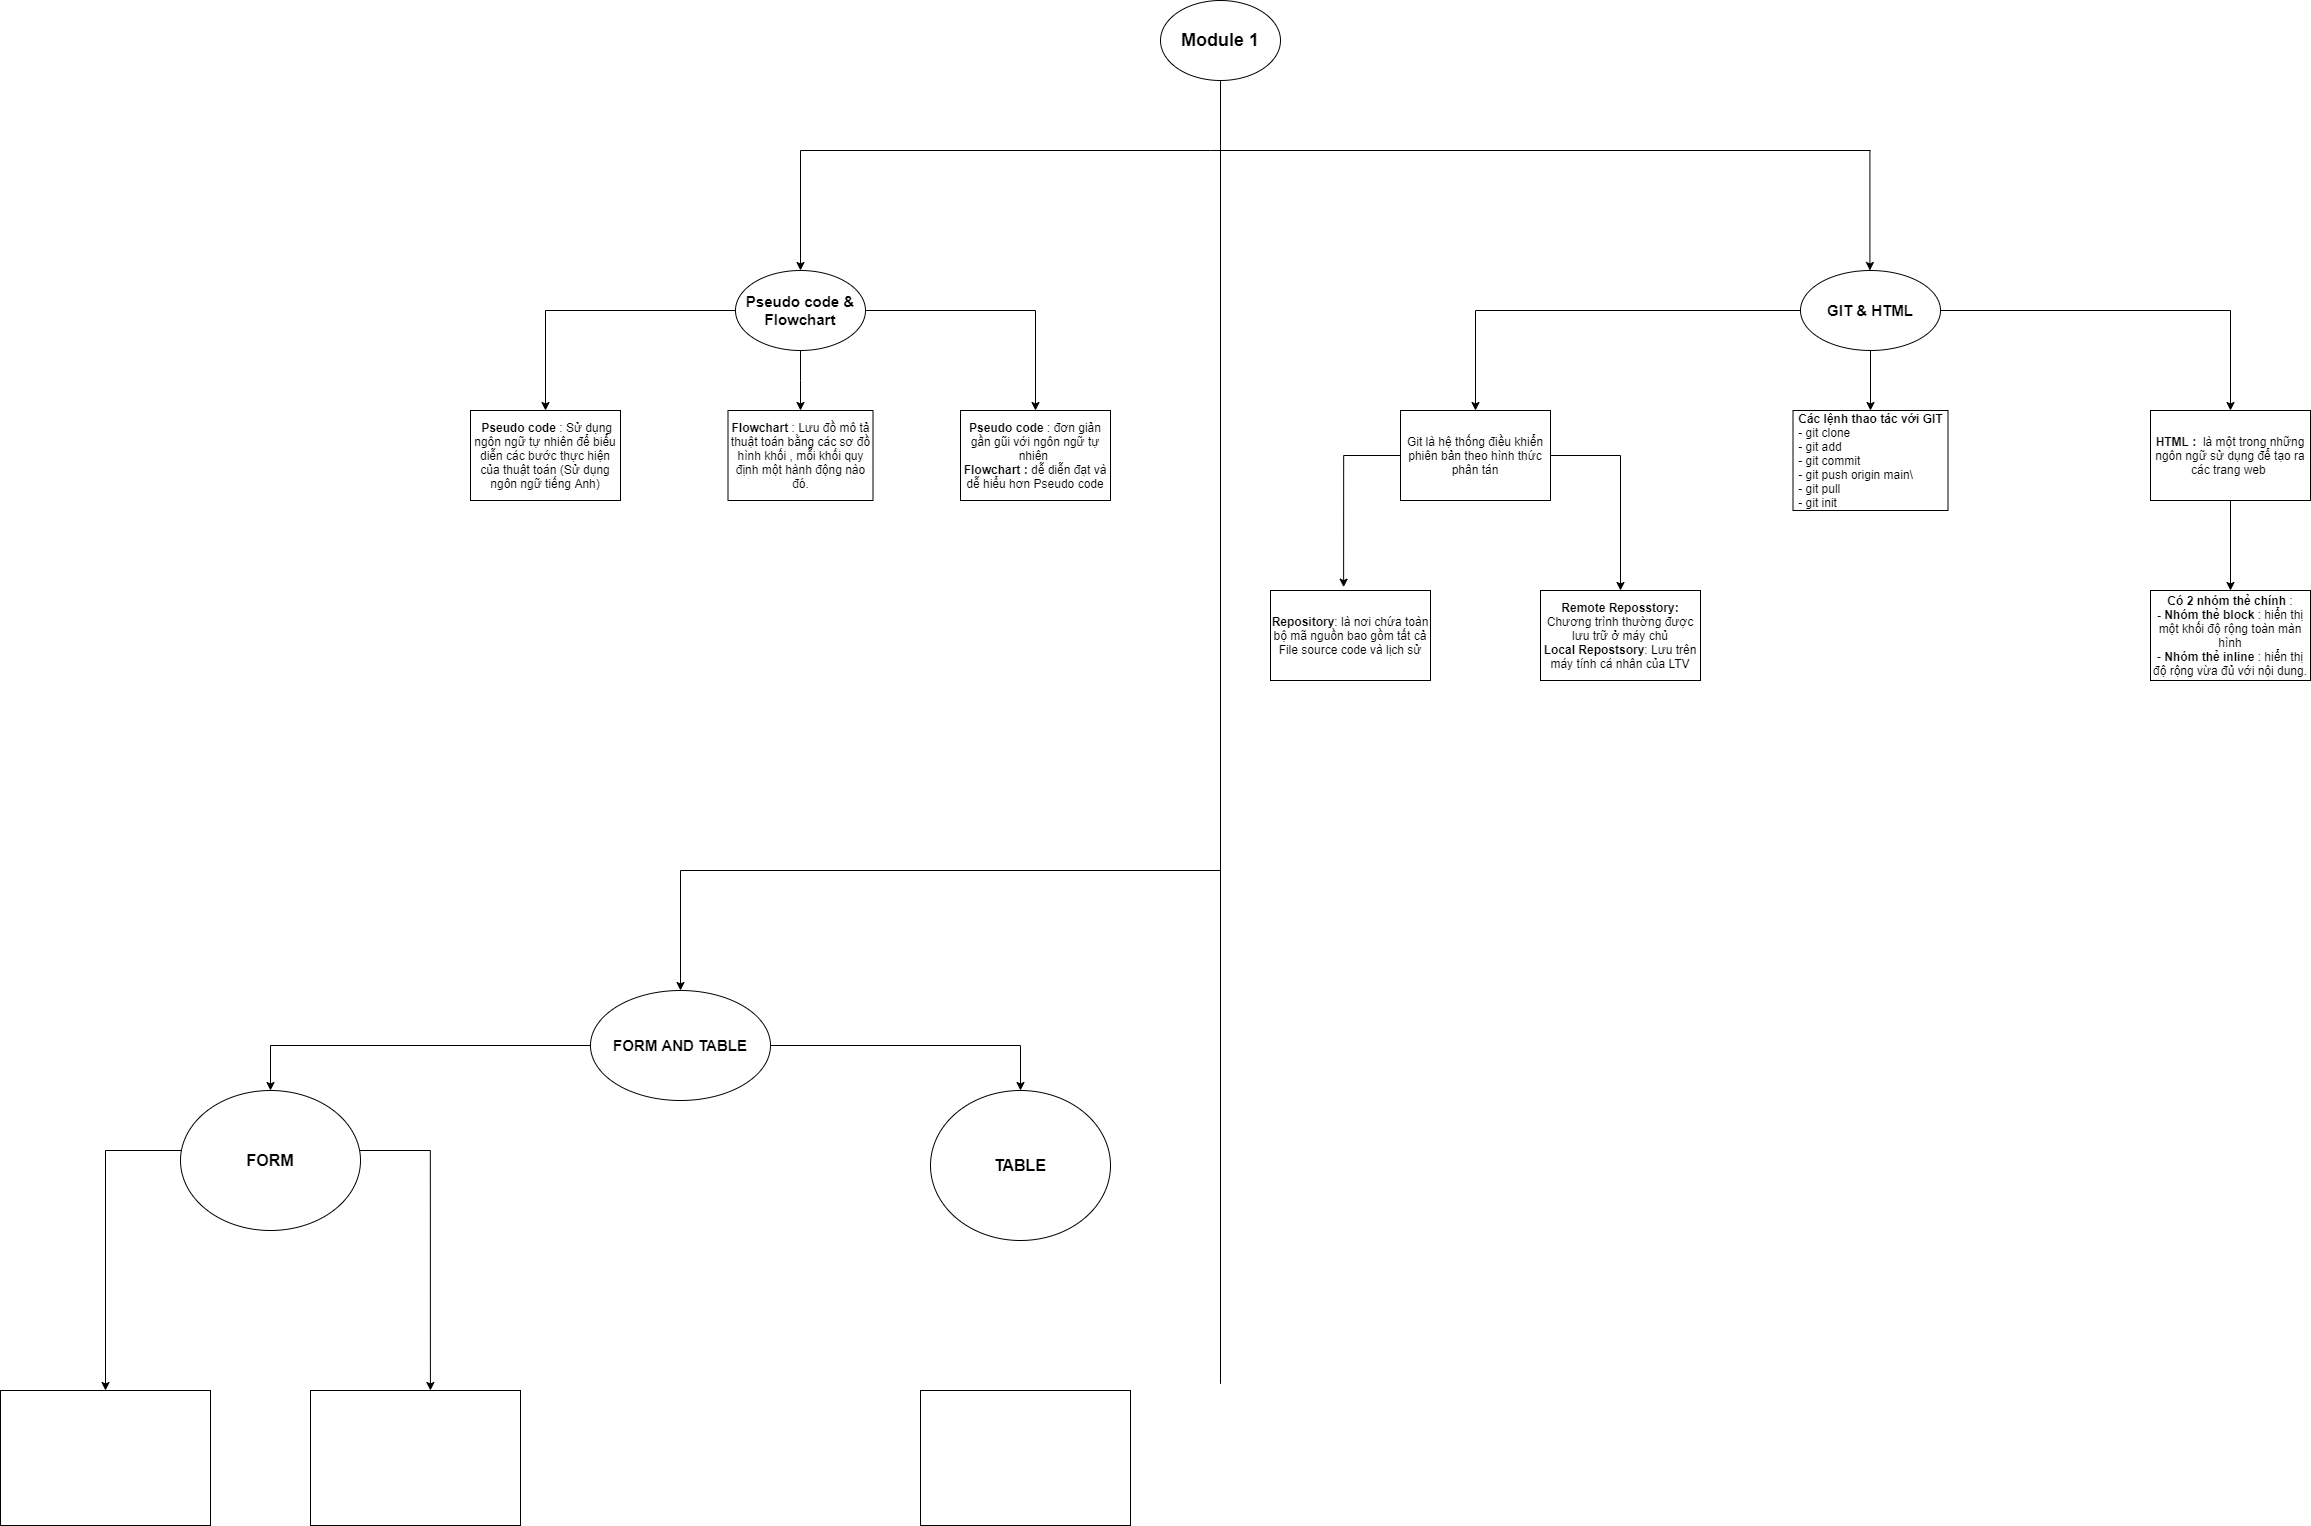 Module 1
Pseudo code &
Flowchart
GIT & HTML
Pseudo code : Sử dụng
ngôn ngữ tự nhiên để biểu
diễn các bước thực hiện
của thuật toán (Sử dụng
ngôn ngữ tiếng Anh)
Flowchart : Lưu đồ mô tả
thuật toán bằng các sơ đồ
hình khối , mỗi khối quy
định một hành động nào
đó.
Pseudo code : đơn giản
gần gũi với ngôn ngữ tự
nhiên
Flowchart : dễ diễn đạt và
dễ hiểu hơn Pseudo code
Git là hệ thống điều khiển
phiên bản theo hình thức
phân tán
Các lệnh thao tác với GIT
- git clone
- git add
- git commit
- git push origin main\
- git pull
- git init
HTML : là một trong những
ngôn ngữ sử dụng để tạo ra
các trang web
Repository: là nơi chứa toàn
bộ mã nguồn bao gồm tất cả
File source code và lịch sử
Remote Reposstory:
Chương trình thường được
lưu trữ ở máy chủ
Local Repostsory: Lưu trên
máy tính cá nhân của LTV
Có 2 nhóm thẻ chính :
- Nhóm thẻ block : hiển thị
một khối độ rộng toàn màn
hình
- Nhóm thẻ inline : hiển thị
độ rộng vừa đủ với nội dung.
FORM AND TABLE
FORM
TABLE